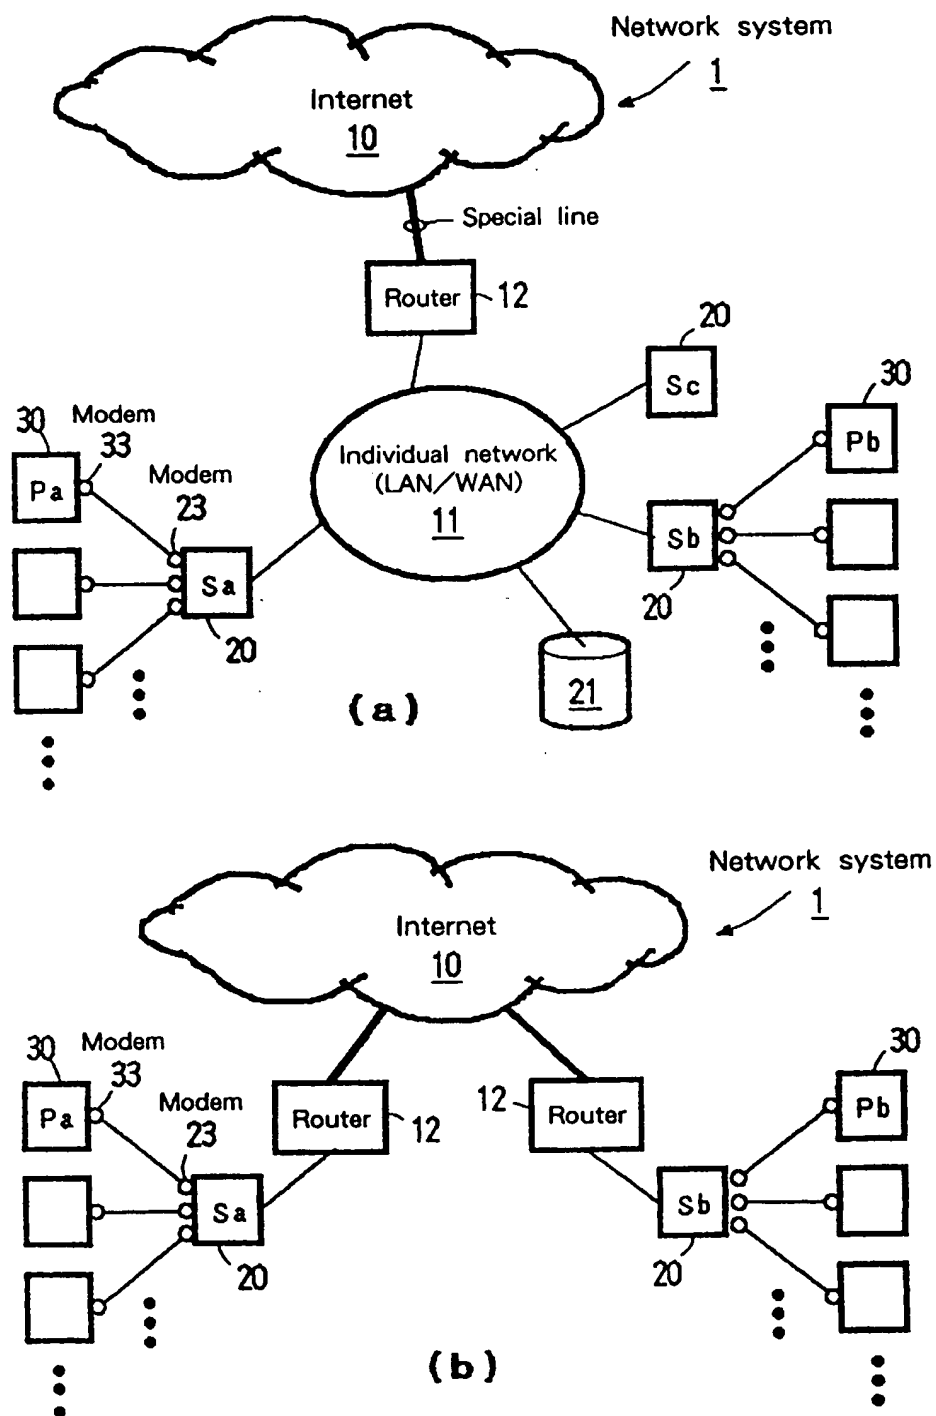 Network system
1
Internet
10
Special line
Router
12
20
Sc
30
Pb
30
Modem
33
Pa
Modem
23
Individual network
(LAN／WAN)
11
Sb
20
Sa
20
21
(a)
Network system
1
Internet
10
30
Modem
33
Pa
Modem
23
Router
12
12
Router
30
Pb
Sa
20
Sb
20
(b)